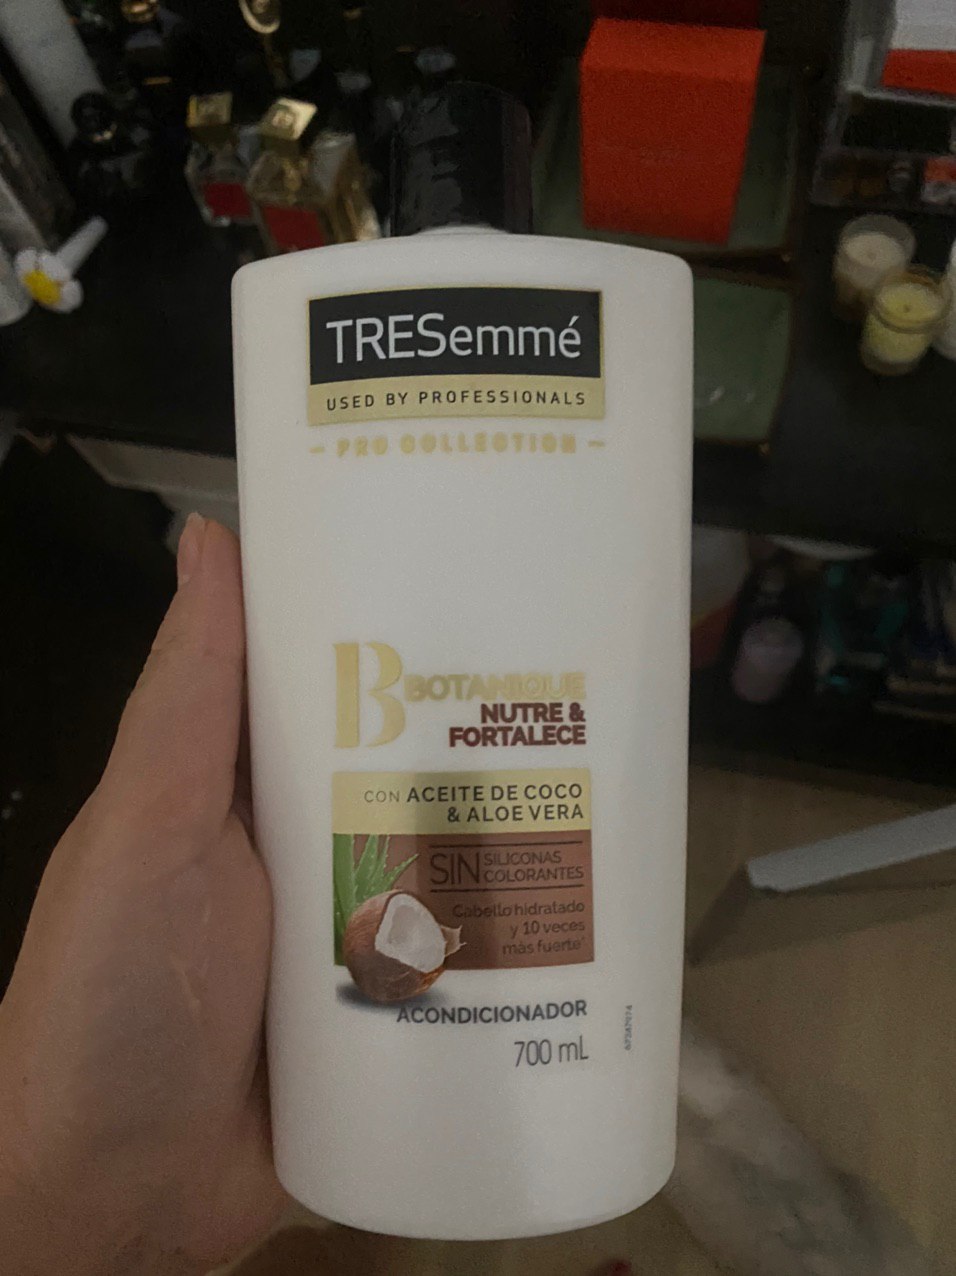 TRESemmé
USED BY PROFESSIONALS
PRO COLLECTION
B BOTANIQUE
NUTRE &
FORTALECE
CON ACEITE DE COCO
& ALOE VERA
SIN SILICONAS
COLORANTES
Cabello hidratado
y 10 veces
más fuerte*
ACONDICIONADOR
700 mL